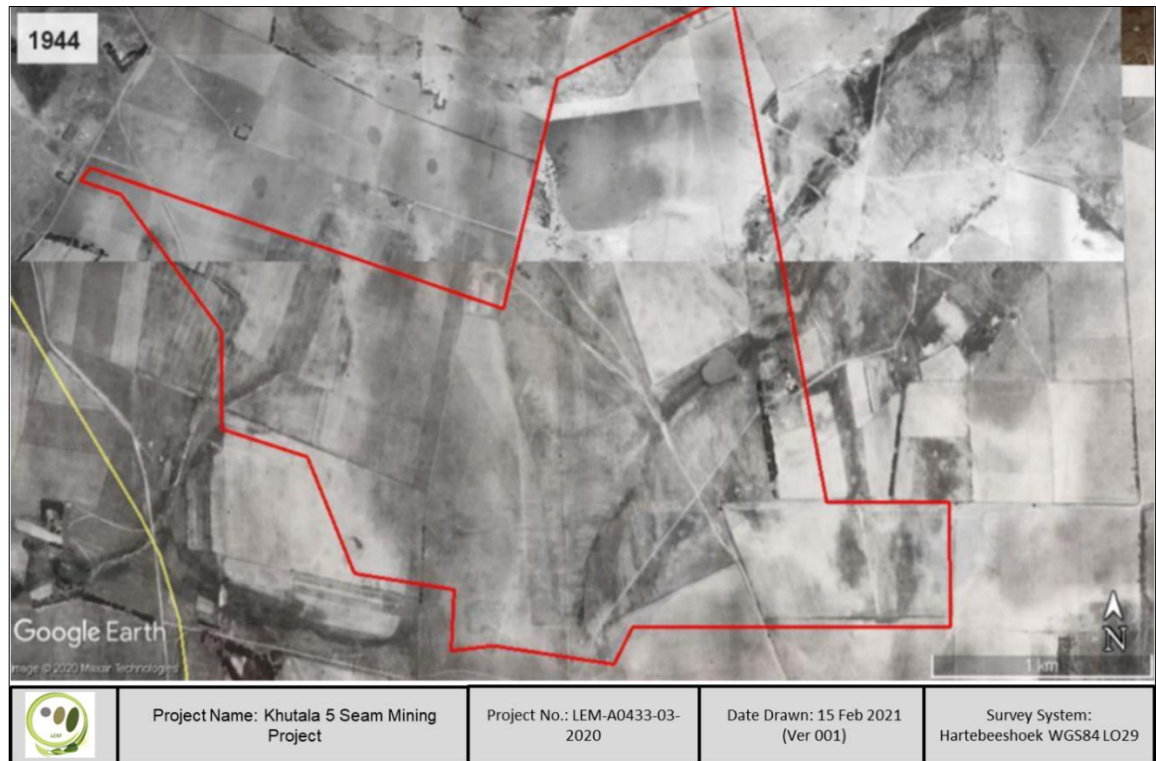 1944
Google Earth
Image © 2020 Maxar Technologies
N
1 km
LEM
Project Name: Khutala 5 Seam Mining
Project
Project No.: LEM-A0433-03-
2020
Date Drawn: 15 Feb 2021
(Ver 001)
Survey System:
Hartebeeshoek WGS84 LO29